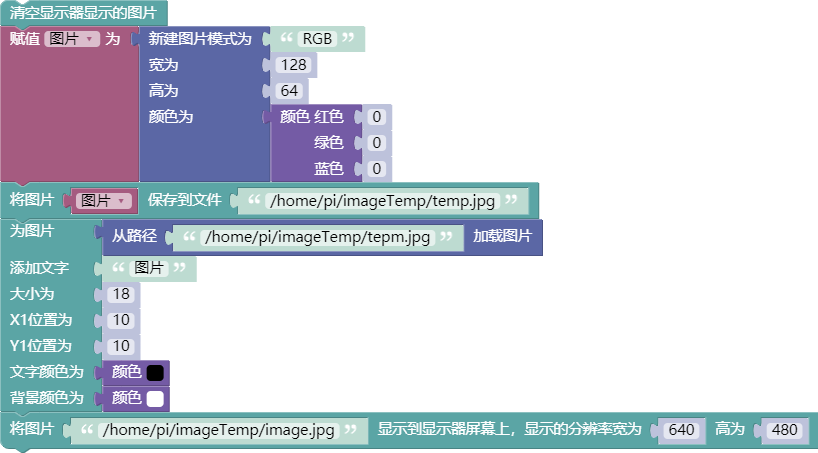 清空显示器显示的图片
赋值 图片 为 新建图片模式为 “ RGB ”
宽为 128
高为 64
颜色为 颜色 红色 0
绿色 0
蓝色 0
将图片 图片 保存到文件 “ /home/pi/imageTemp/temp.jpg ”
为图片 从路径 “ /home/pi/imageTemp/tepm.jpg ” 加载图片
添加文字 “ 图片 ”
大小为 18
X1位置为 10
Y1位置为 10
文字颜色为 颜色
背景颜色为 颜色
将图片 “ /home/pi/imageTemp/image.jpg ” 显示到显示器屏幕上，显示的分辨率宽为 640 高为 480